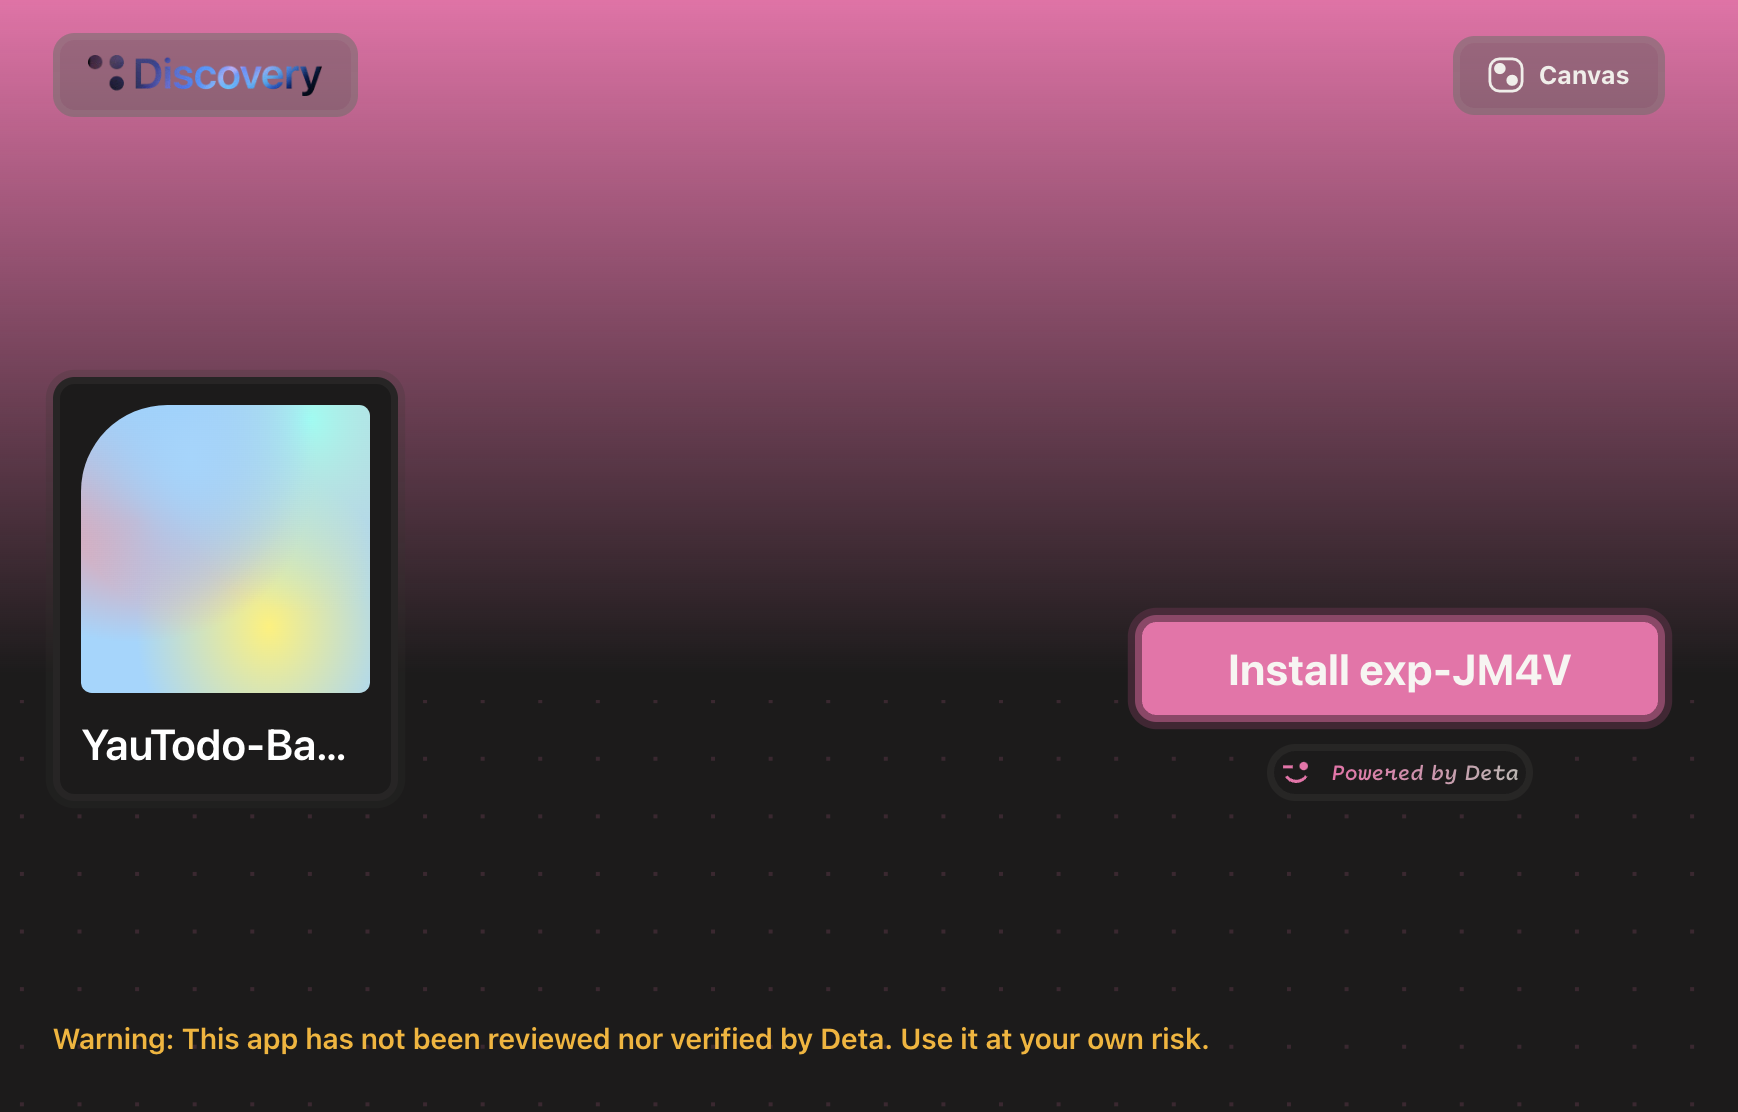 Discovery
Canvas
YauTodo-Ba...
Install exp-JM4V
Powered by Deta
Warning: This app has not been reviewed nor verified by Deta. Use it at your own risk.